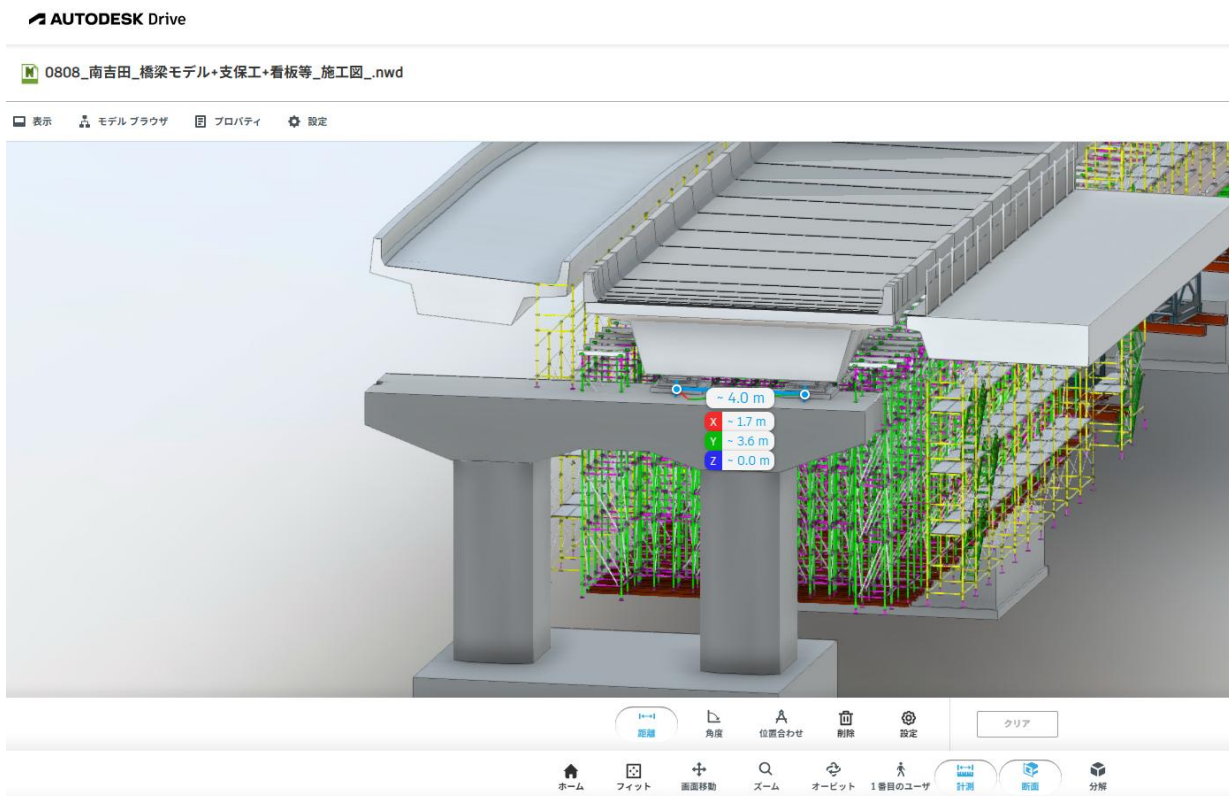 AUTODESK Drive
0808_南吉田_橋梁モデル+支保工+看板等_施工図_.nwd
表示 モデル ブラウザ プロパティ 設定
~ 4.0 m
X ~ 1.7 m
Y ~ 3.6 m
Z ~ 0.0 m
距離 角度 位置合わせ 削除 設定 クリア
ホーム フィット 画面移動 ズーム オービット 1 番目のユーザ 計測 断面 分解